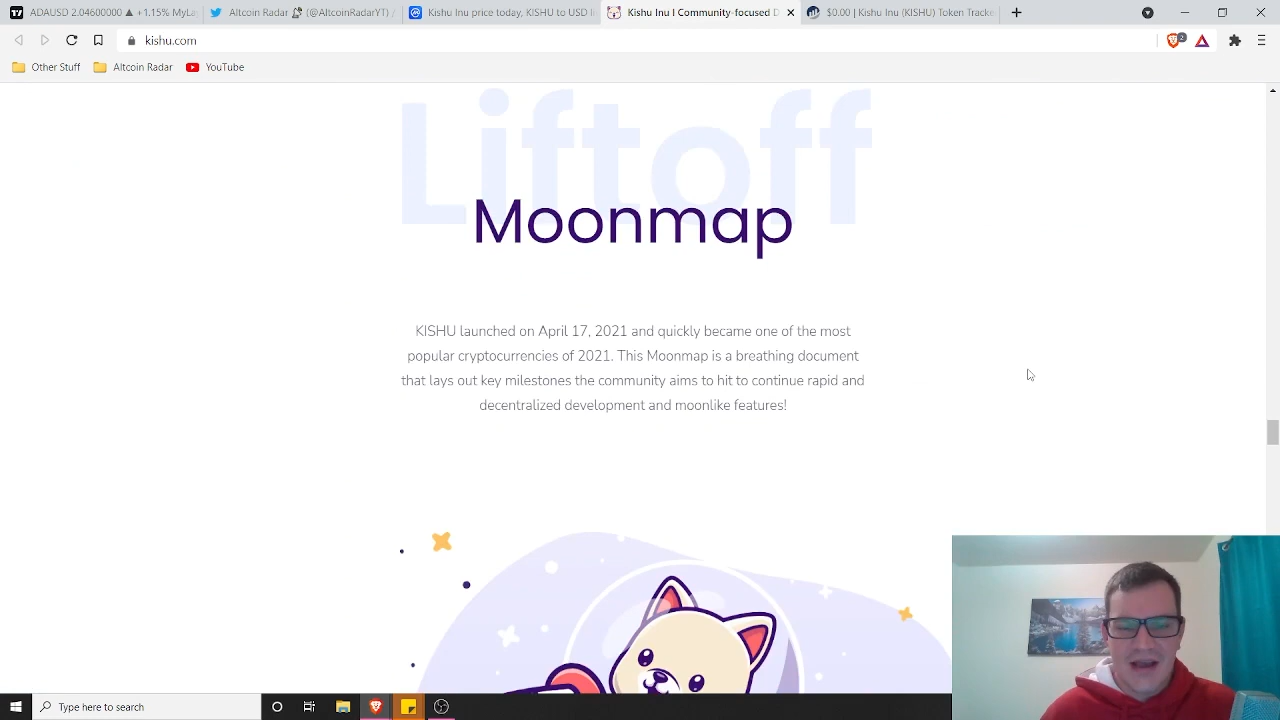 ADAUSD 2.04600000 ▲ +1.15% MyLa
Altcoin Radar 📡 (@AltcoinRadarYT) /
Kishu Inu price today, KISHU to USD l
Kishu Inu | Community-focused D
$0.00 | Kishu Inu (KISHU) Token Tracke
kishu.com
2
Other Stuff
Altcoin Radar
YouTube
Liftoff
Moonmap
KISHU launched on April 17, 2021 and quickly became one of the most
popular cryptocurrencies of 2021. This Moonmap is a breathing document
that lays out key milestones the community aims to hit to continue rapid and
decentralized development and moonlike features!
Type here to search